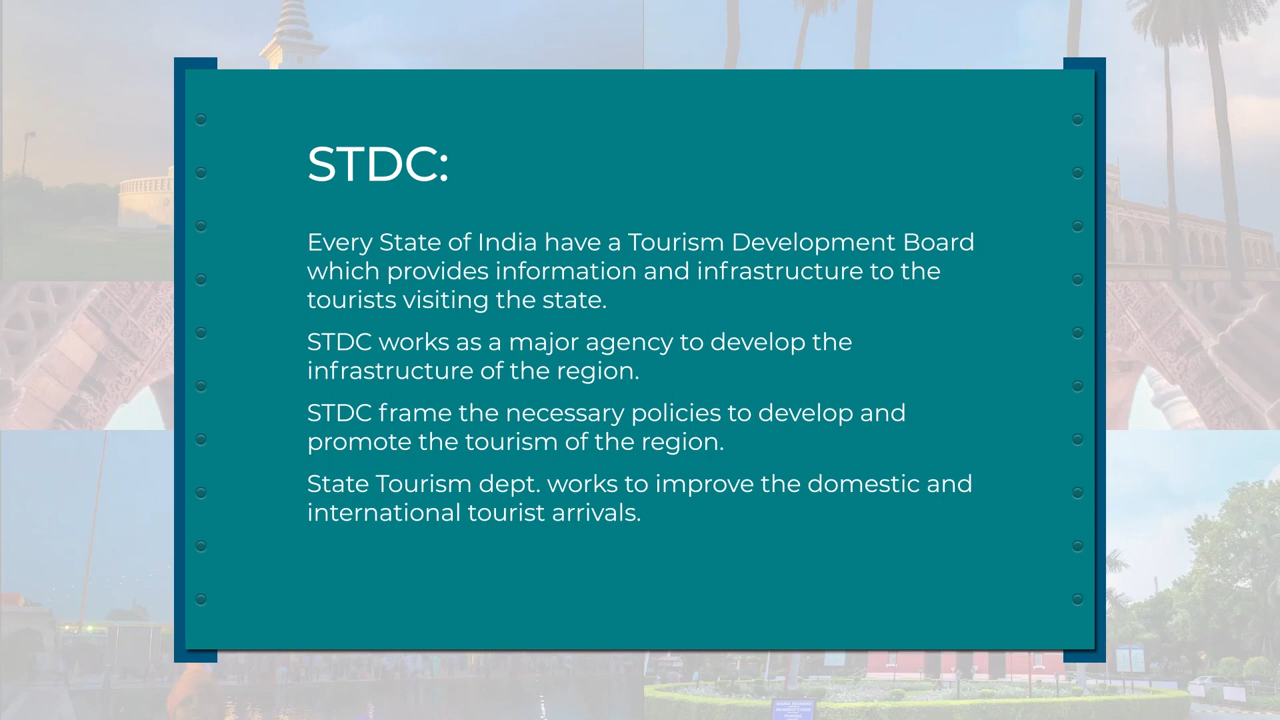 STDC:
Every State of India have a Tourism Development Board
which provides information and infrastructure to the
tourists visiting the state.
STDC works as a major agency to develop the
infrastructure of the region.
STDC frame the necessary policies to develop and
promote the tourism of the region.
State Tourism dept. works to improve the domestic and
international tourist arrivals.